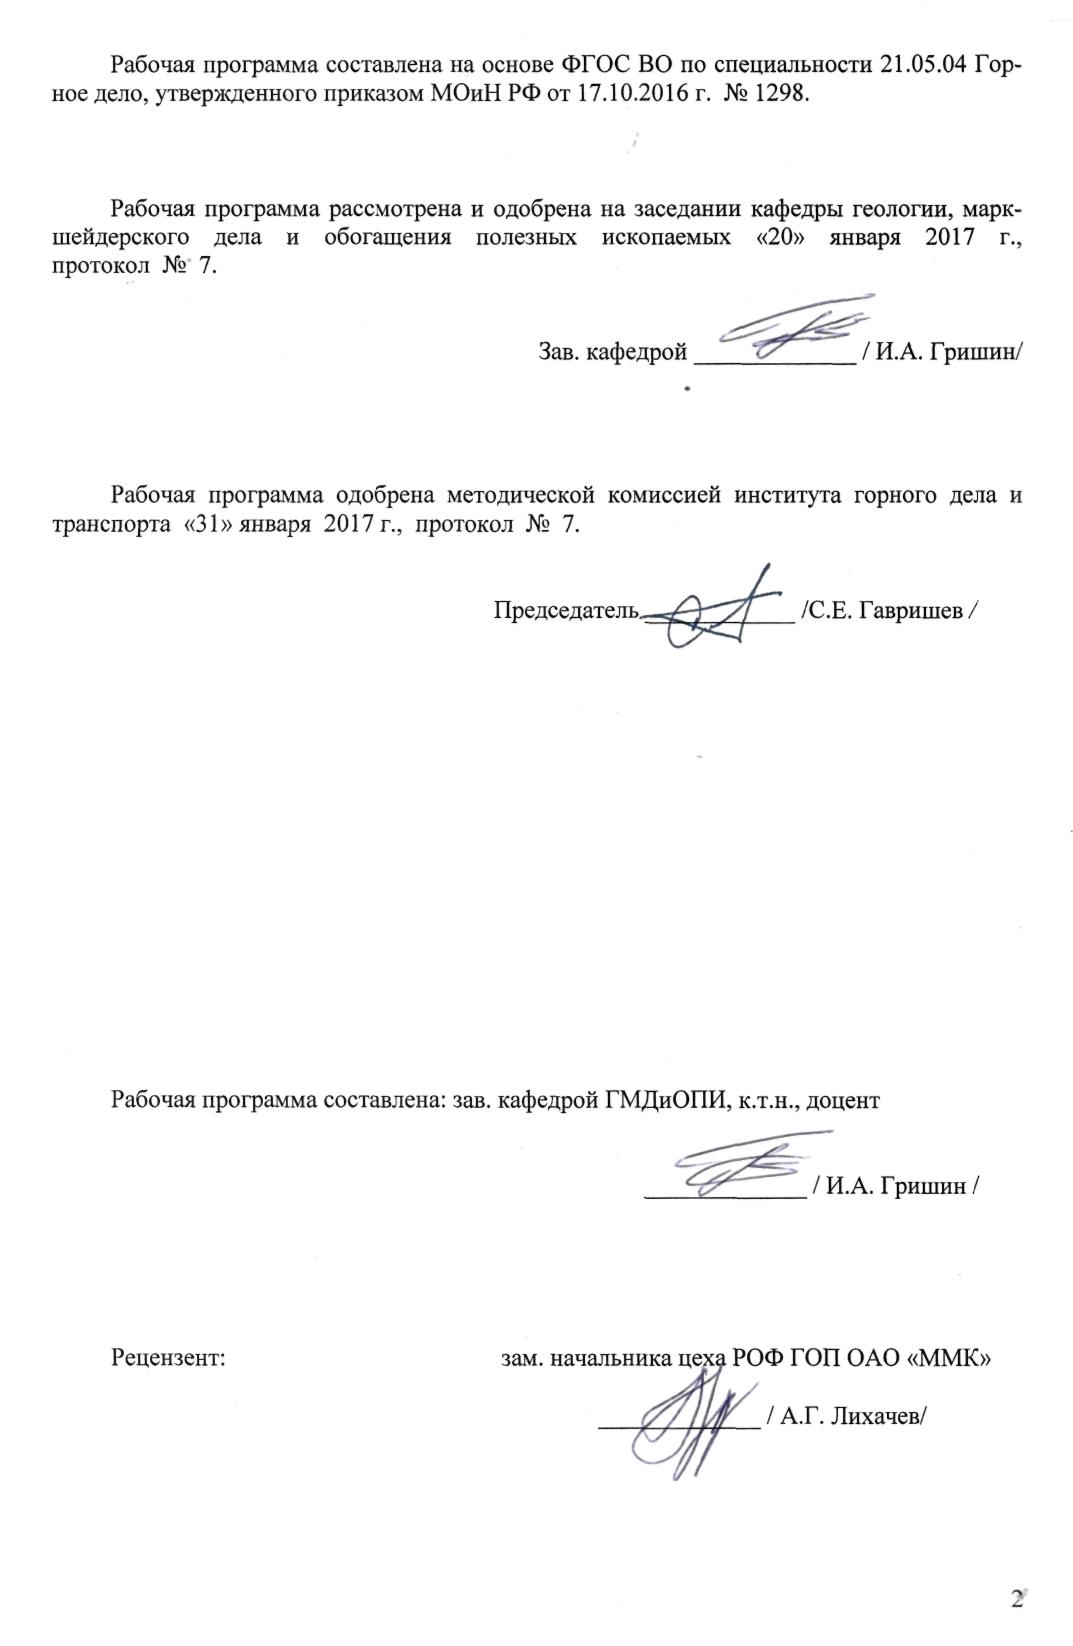 Рабочая программа составлена на основе ФГОС ВО по специальности 21.05.04 Гор-
ное дело, утвержденного приказом МОиН РФ от 17.10.2016 г. № 1298.
Рабочая программа рассмотрена и одобрена на заседании кафедры геологии, марк-
шейдерского дела и обогащения полезных ископаемых «20» января 2017 г.,
протокол № 7.
Зав. кафедрой _____________ / И.А. Гришин/
Рабочая программа одобрена методической комиссией института горного дела и
транспорта «31» января 2017 г., протокол № 7.
Председатель ____________ /С.Е. Гавришев /
Рабочая программа составлена: зав. кафедрой ГМДиОПИ, к.т.н., доцент
_____________ / И.А. Гришин /
Рецензент: зам. начальника цеха РОФ ГОП ОАО «ММК»
_____________ / А.Г. Лихачев/
2